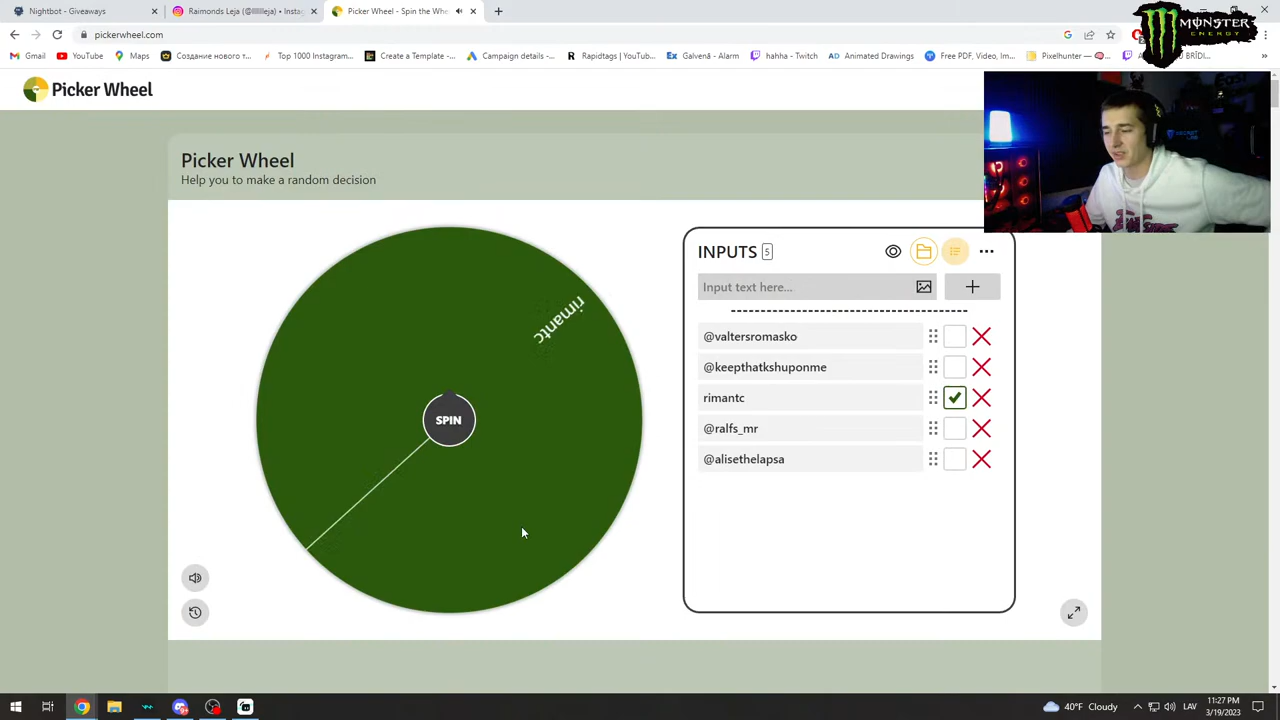 Nightbot - Giveaways
Raimonds Leja (@lllllleja) • Instag
Picker Wheel - Spin the Whe
pickerwheel.com
MONSTER
ENERGY
Gmail
YouTube
Maps
Создание нового т...
Top 1000 Instagram...
Create a Template -...
Campaign details -...
Rapidtags | YouTub...
Galvenā - Alarm
hahha - Twitch
Animated Drawings
Free PDF, Video, Im...
Pixelhunter —
Picker Wheel
Picker Wheel
Help you to make a random decision
rimantc
SPIN
INPUTS 5
Input text here...
@valtersromasko
@keepthatkshuponme
rimantc
@ralfs_mr
@alisethelapsa
40°F Cloudy
LAV
11:27 PM
3/19/2023